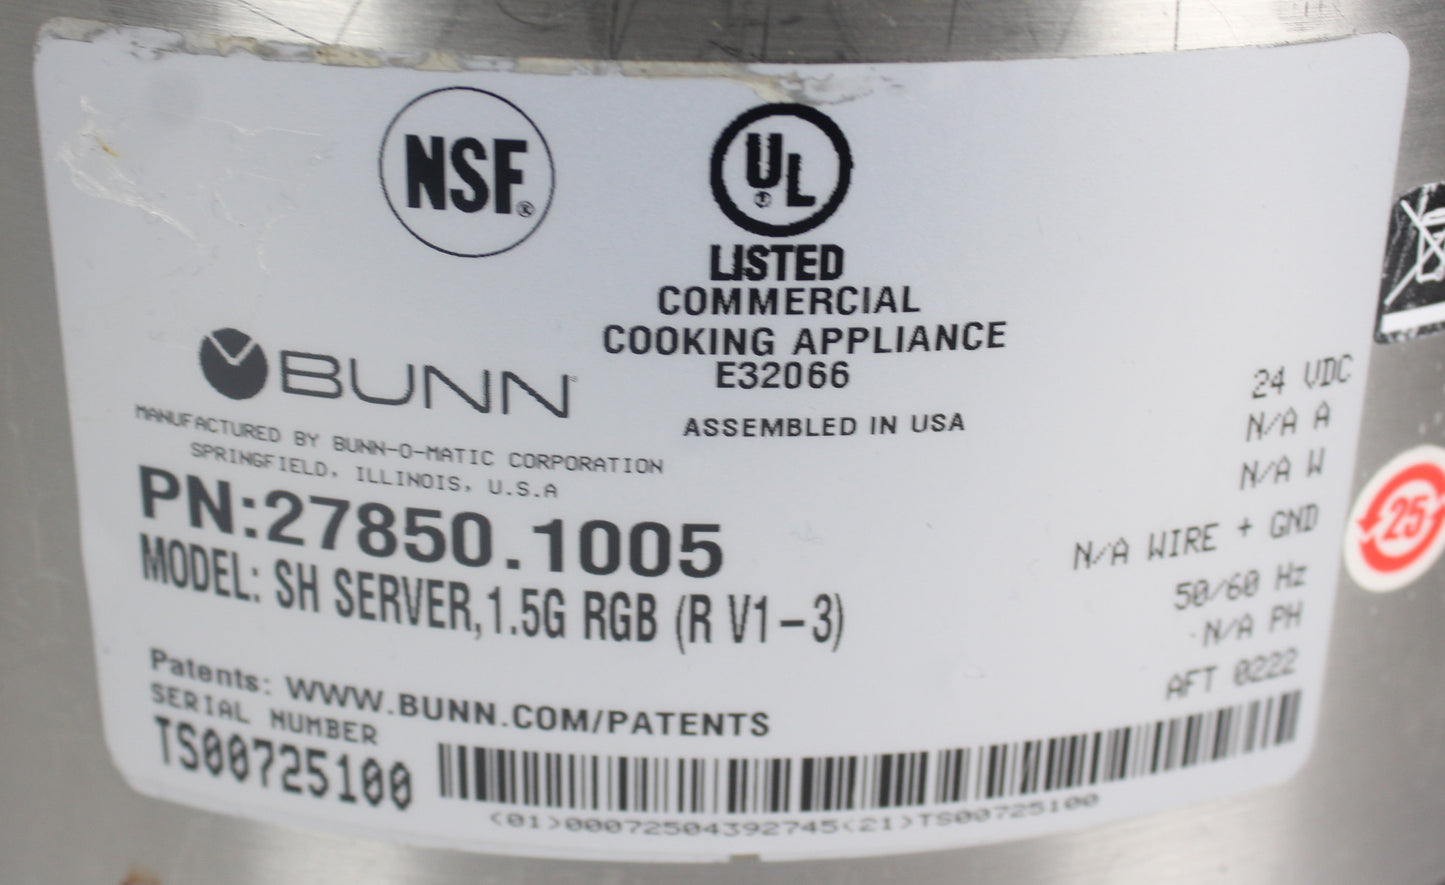 NSF®
UL
LISTED
COMMERCIAL
COOKING APPLIANCE
E32066
ASSEMBLED IN USA
BUNN
MANUFACTURED BY BUNN-O-MATIC CORPORATION
SPRINGFIELD, ILLINOIS, U.S.A
PN:27850.1005
MODEL: SH SERVER,1.5G RGB (R V1-3)
Patents: WWW.BUNN.COM/PATENTS
SERIAL NUMBER
TS00725100
<01>00072504392745<21>TS00725100
24 VDC
N/A A
N/A W
N/A WIRE + GND
50/60 Hz
N/A PH
AFT 0222
25